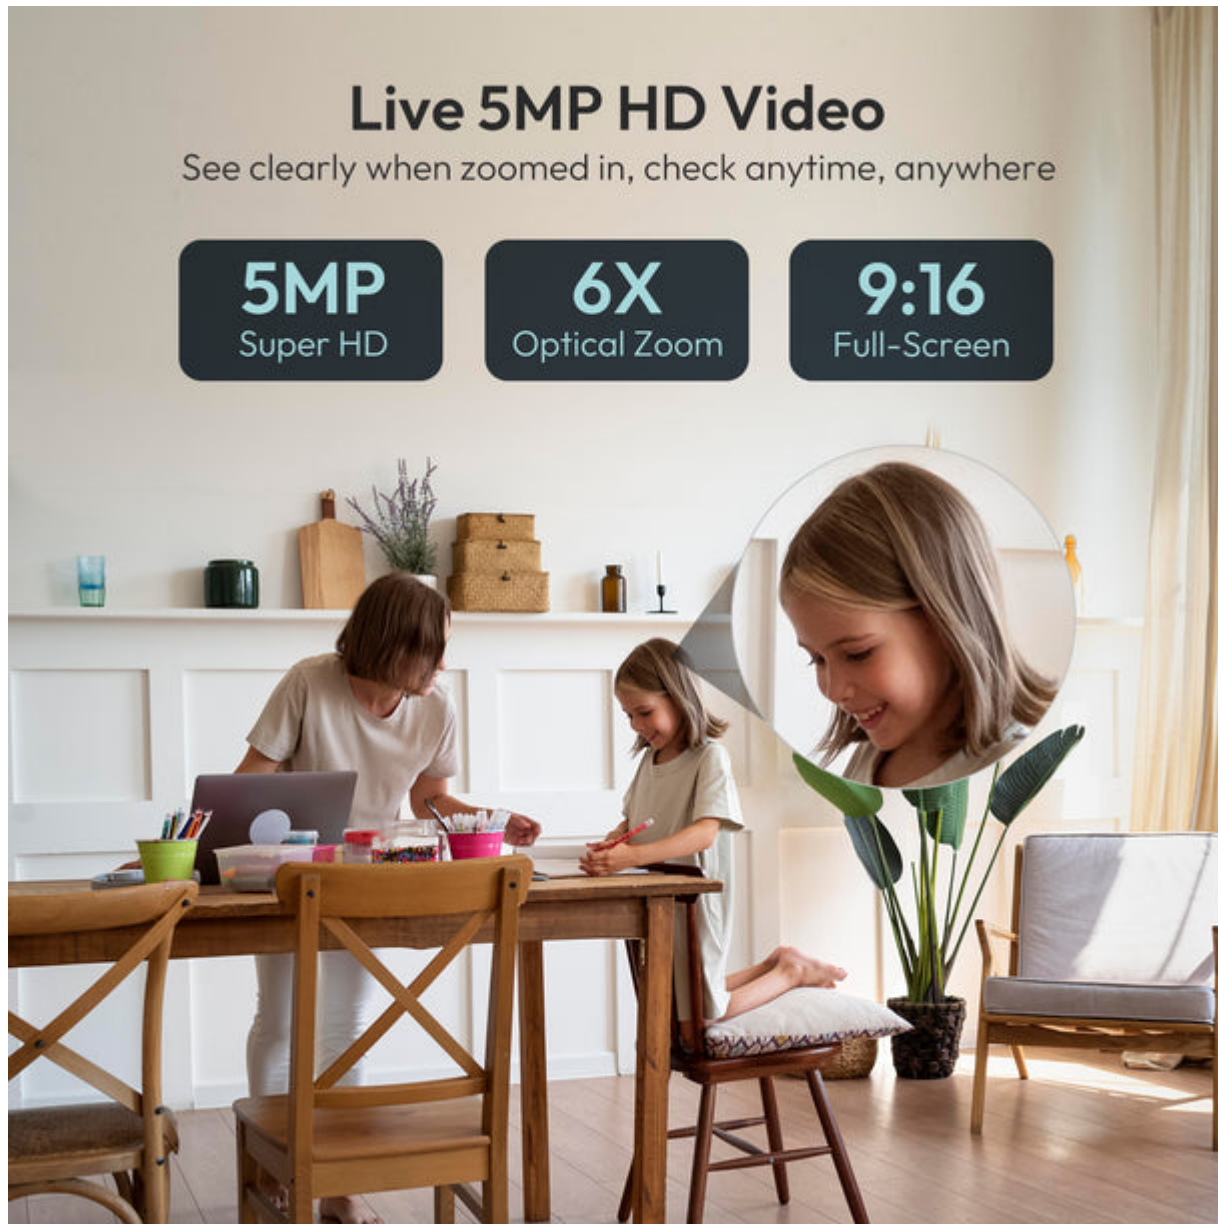 Live 5MP HD Video
See clearly when zoomed in, check anytime, anywhere
5MP
Super HD
6X
Optical Zoom
9:16
Full-Screen